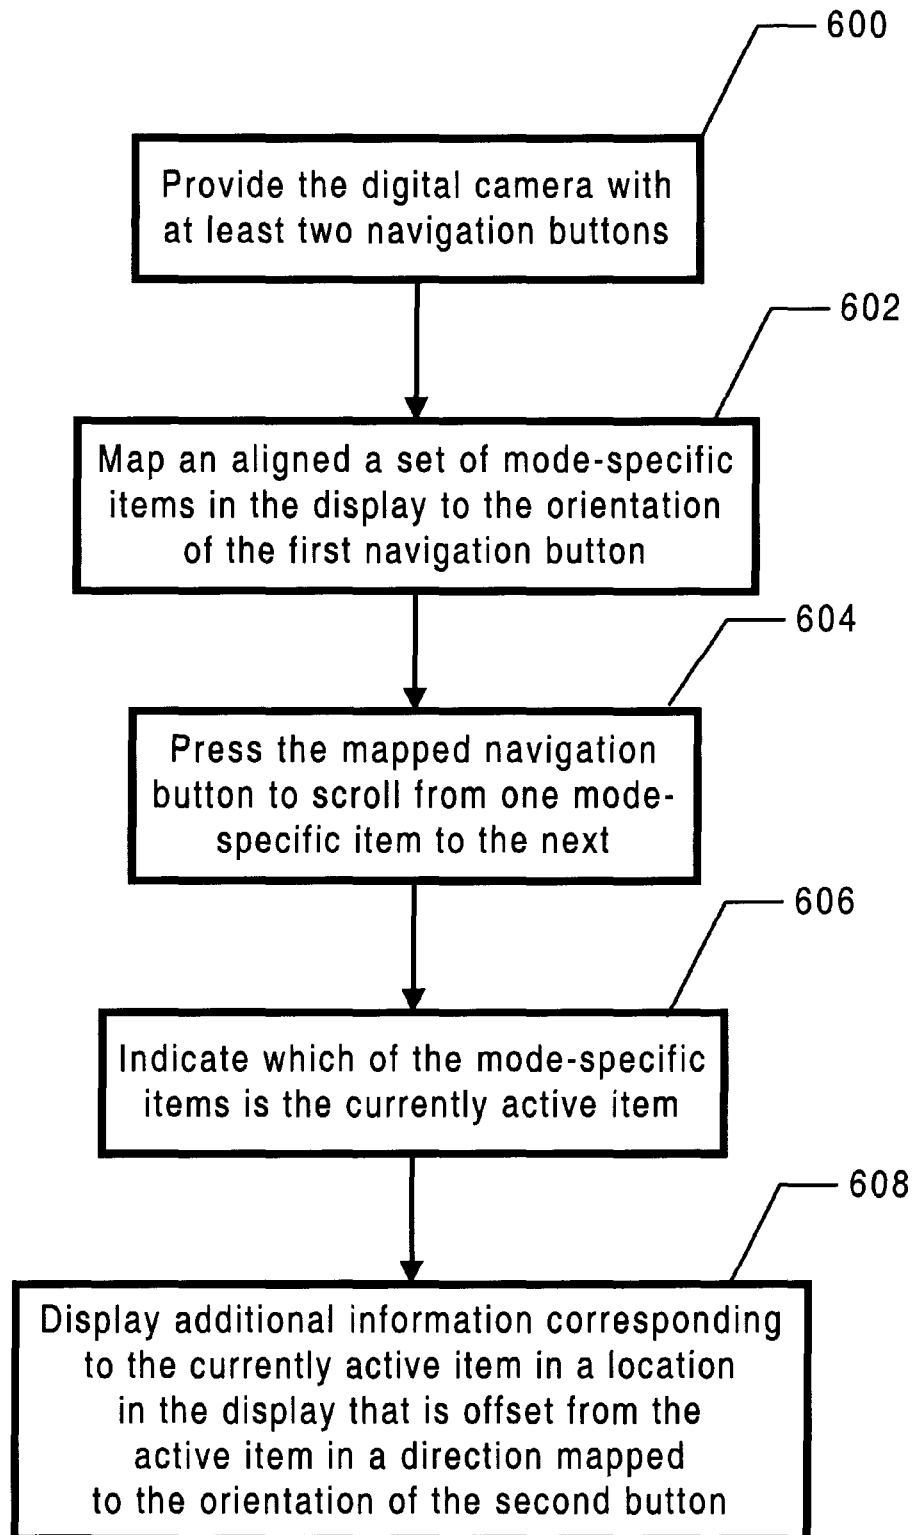 600
Provide the digital camera with
at least two navigation buttons
602
Map an aligned a set of mode-specific
items in the display to the orientation
of the first navigation button
604
Press the mapped navigation
button to scroll from one mode-
specific item to the next
606
Indicate which of the mode-specific
items is the currently active item
608
Display additional information corresponding
to the currently active item in a location
in the display that is offset from the
active item in a direction mapped
to the orientation of the second button